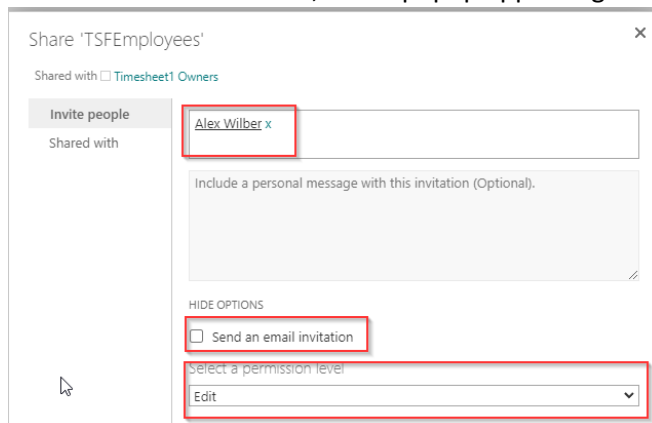 Share 'TSFEmployees'
×
Shared with Timesheet1 Owners
Invite people
Shared with
Alex Wilber x
Include a personal message with this invitation (Optional).
HIDE OPTIONS
Send an email invitation
Select a permission level
Edit